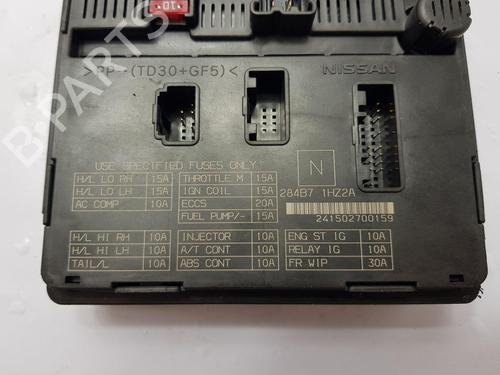 10
>PP-(TD30+GF5)<
NISSAN
USE SPECIFIED FUSES ONLY
H/L LO RH 15A
H/L LO LH 15A
AC COMP 10A
THROTTLE M 15A
IGN COIL 15A
ECCS 20A
FUEL PUMP/- 15A
N
284B7 1HZ2A
241502700159
H/L HI RH 10A
H/L HI LH 10A
TAIL/L 10A
INJECTOR 10A
A/T CONT 10A
ABS CONT 10A
ENG ST IG 10A
RELAY IG 10A
FR WIP 30A
B-PARTS